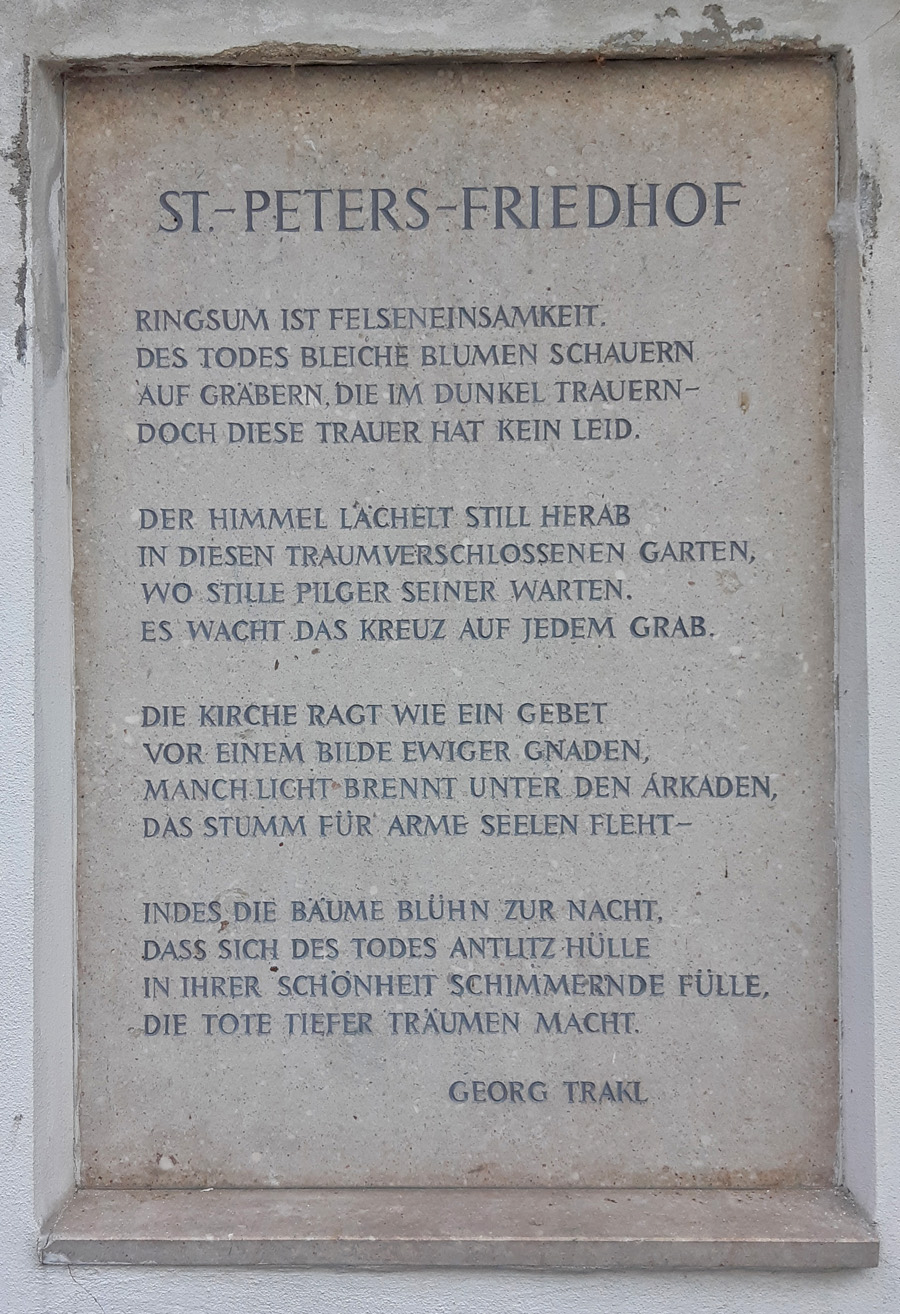 ST.-PETERS-FRIEDHOF
RINGSUM IST FELSENEINSAMKEIT.
DES TODES BLEICHE BLUMEN SCHAUERN
AUF GRÄBERN, DIE IM DUNKEL TRAUERN-
DOCH DIESE TRAUER HAT KEIN LEID.
DER HIMMEL LÄCHELT STILL HERAB
IN DIESEN TRAUMVERSCHLOSSENEN GARTEN,
WO STILLE PILGER SEINER WARTEN.
ES WACHT DAS KREUZ AUF JEDEM GRAB.
DIE KIRCHE RAGT WIE EIN GEBET
VOR EINEM BILDE EWIGER GNADEN,
MANCH LICHT BRENNT UNTER DEN ARKADEN,
DAS STUMM FÜR ARME SEELEN FLEHT-
INDES DIE BÄUME BLÜHN ZUR NACHT,
DASS SICH DES TODES ANTLITZ HÜLLE
IN IHRER SCHÖNHEIT SCHIMMERNDE FÜLLE,
DIE TOTE TIEFER TRÄUMEN MACHT.
GEORG TRAKL